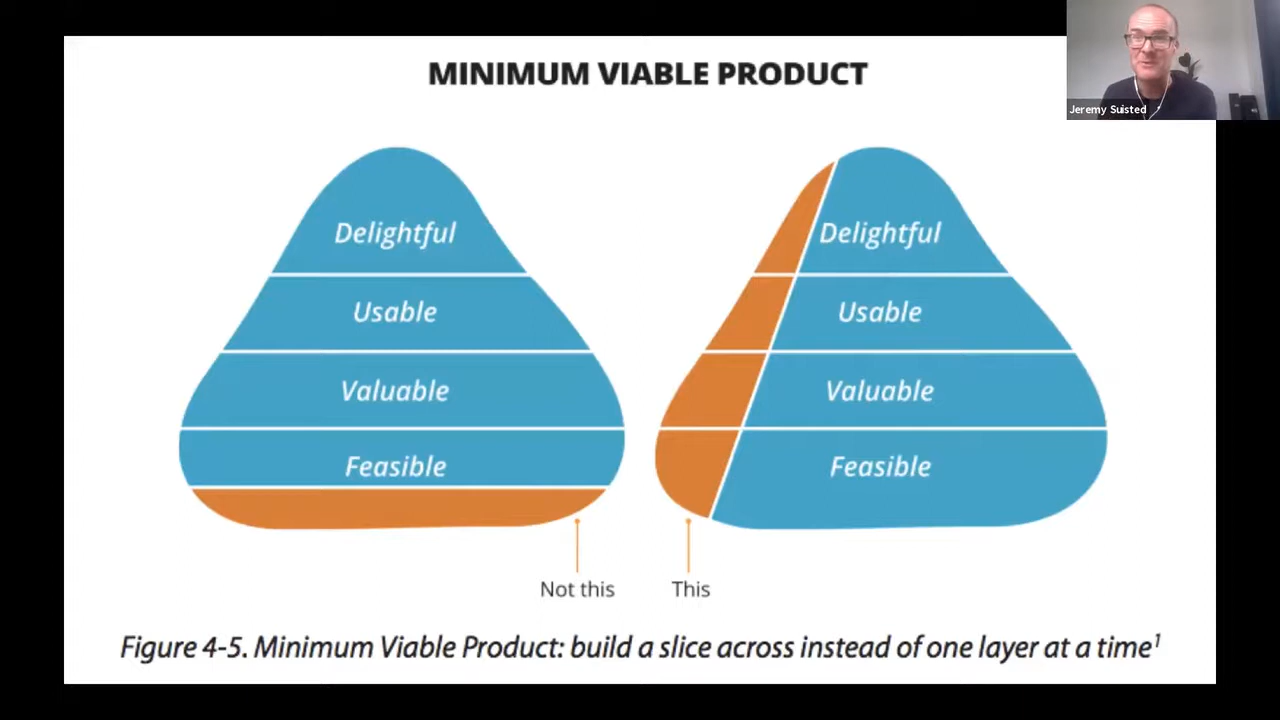 MINIMUM VIABLE PRODUCT
Jeremy Suisted
Delightful
Usable
Valuable
Feasible
Delightful
Usable
Valuable
Feasible
Not this
This
Figure 4-5. Minimum Viable Product: build a slice across instead of one layer at a time¹